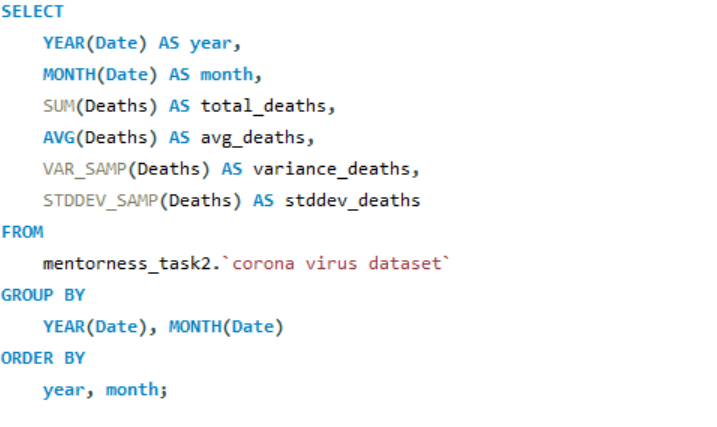 SELECT
YEAR(Date) AS year,
MONTH(Date) AS month,
SUM(Deaths) AS total_deaths,
AVG(Deaths) AS avg_deaths,
VAR_SAMP(Deaths) AS variance_deaths,
STDDEV_SAMP(Deaths) AS stddev_deaths
FROM
mentorness_task2.`corona virus dataset`
GROUP BY
YEAR(Date), MONTH(Date)
ORDER BY
year, month;